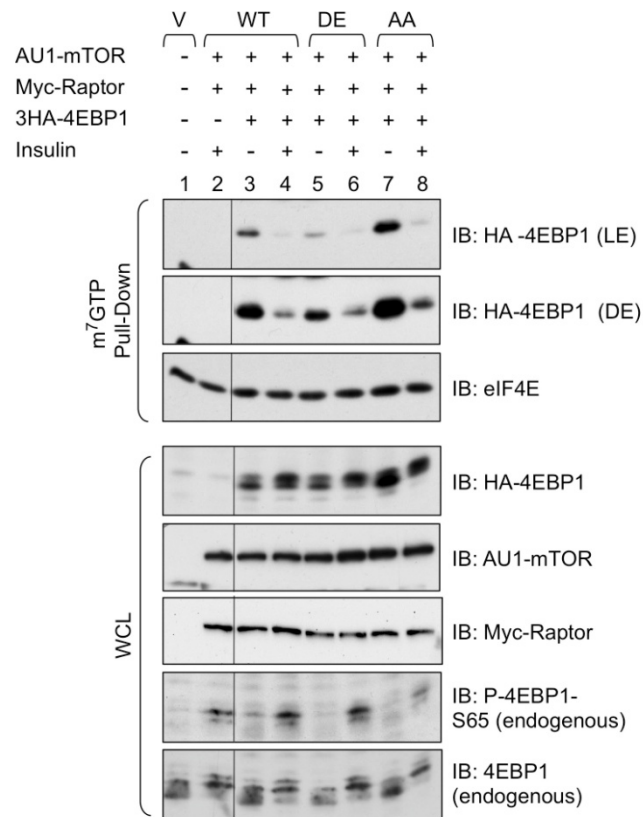 V WT DE AA
AU1-mTOR - + + + + + + +
Myc-Raptor - + + + + + + +
3HA-4EBP1 - - + + + + + +
Insulin - + - + - + - +
1 2 3 4 5 6 7 8
m⁷GTP
Pull-Down
IB: HA -4EBP1 (LE)
IB: HA-4EBP1 (DE)
IB: eIF4E
WCL
IB: HA-4EBP1
IB: AU1-mTOR
IB: Myc-Raptor
IB: P-4EBP1-
S65 (endogenous)
IB: 4EBP1
(endogenous)